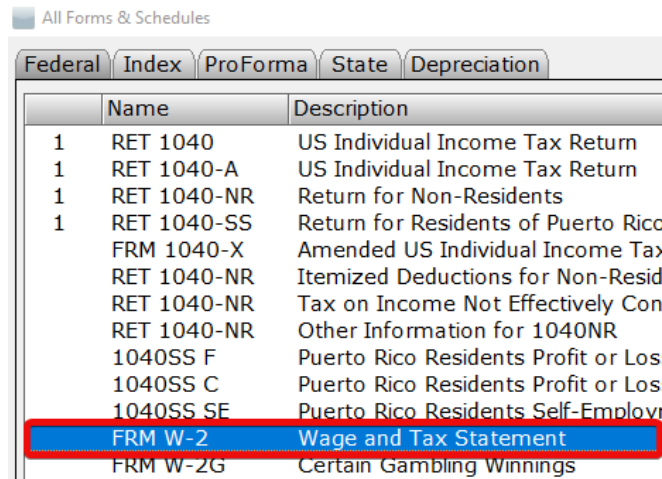 All Forms & Schedules
Federal Index ProForma State Depreciation
Name Description
1 RET 1040 US Individual Income Tax Return
1 RET 1040-A US Individual Income Tax Return
1 RET 1040-NR Return for Non-Residents
1 RET 1040-SS Return for Residents of Puerto Rico
FRM 1040-X Amended US Individual Income Tax
RET 1040-NR Itemized Deductions for Non-Resid
RET 1040-NR Tax on Income Not Effectively Con
RET 1040-NR Other Information for 1040NR
1040SS F Puerto Rico Residents Profit or Los
1040SS C Puerto Rico Residents Profit or Los
1040SS SE Puerto Rico Residents Self-Employ
FRM W-2 Wage and Tax Statement
FRM W-2G Certain Gambling Winnings